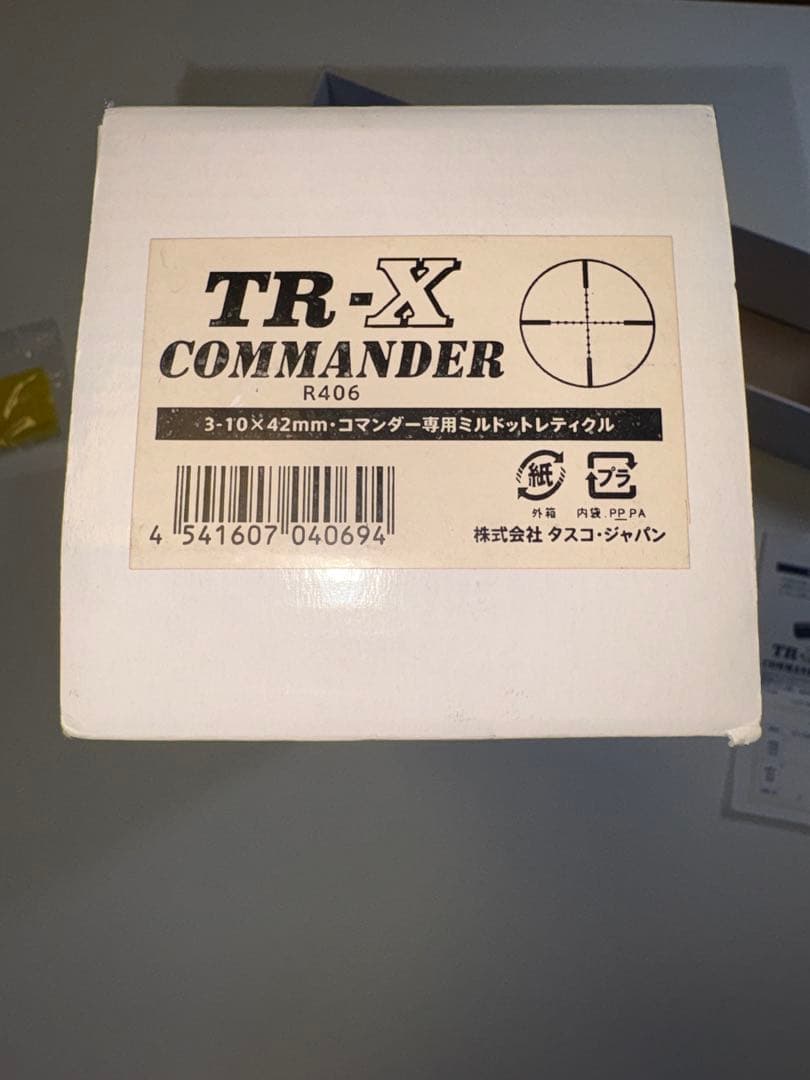 TR-X
COMMANDER
R406
3-10×42mm・コマンダー専用ミルドットレティクル
紙
プラ
外箱
内袋.PP PA
4 541607 040694
株式会社 タスコ・ジャパン
TR-
COMMAND